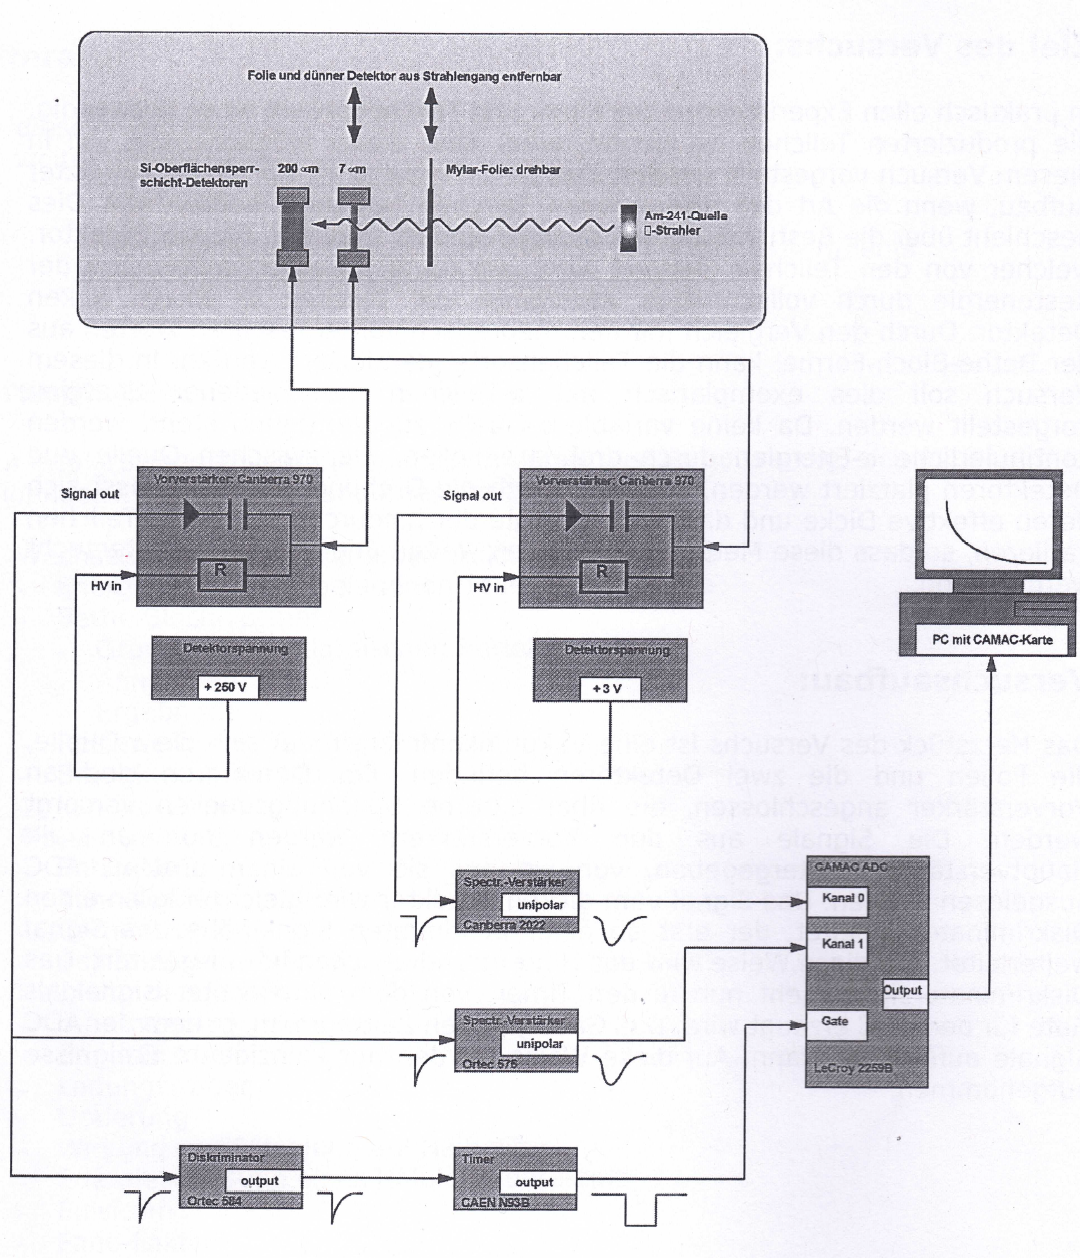 Folie und dünner Detektor aus Strahlengang entfernbar
Si-Oberflächensperr-
schicht-Detektoren
200 ∝m
7 ∝m
Mylar-Folie: drehbar
Am-241-Quelle
▯-Strahler
Signal out
Vorverstärker: Canberra 970
R
HV in
Detektorspannung
+ 250 V
Signal out
Vorverstärker: Canberra 970
R
HV in
Detektorspannung
+ 3 V
PC mit CAMAC-Karte
Spectr.-Verstärker
unipolar
Canberra 2022
CAMAC ADC
Kanal 0
Kanal 1
Output
Gate
LeCroy 2259B
Spectr.-Verstärker
unipolar
Ortec 575
Diskriminator
output
Ortec 584
Timer
output
CAEN N93B